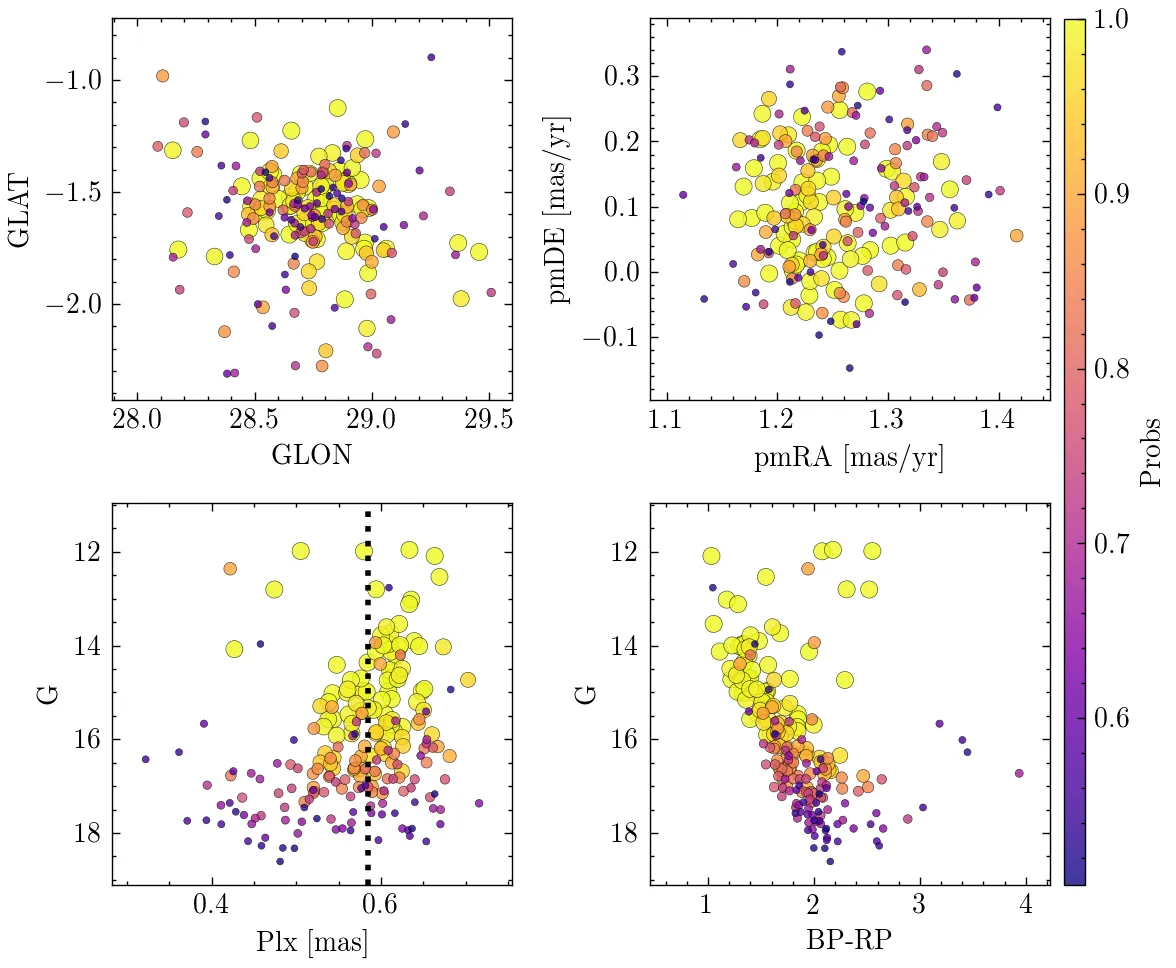 −1.0
−1.5
−2.0
GLAT
28.0 28.5 29.0 29.5
GLON
0.3
0.2
0.1
0.0
−0.1
pmDE [mas/yr]
1.1 1.2 1.3 1.4
pmRA [mas/yr]
12
14
16
18
G
0.4 0.6
Plx [mas]
12
14
16
18
G
1 2 3 4
BP-RP
1.0
0.9
0.8
0.7
0.6
Probs